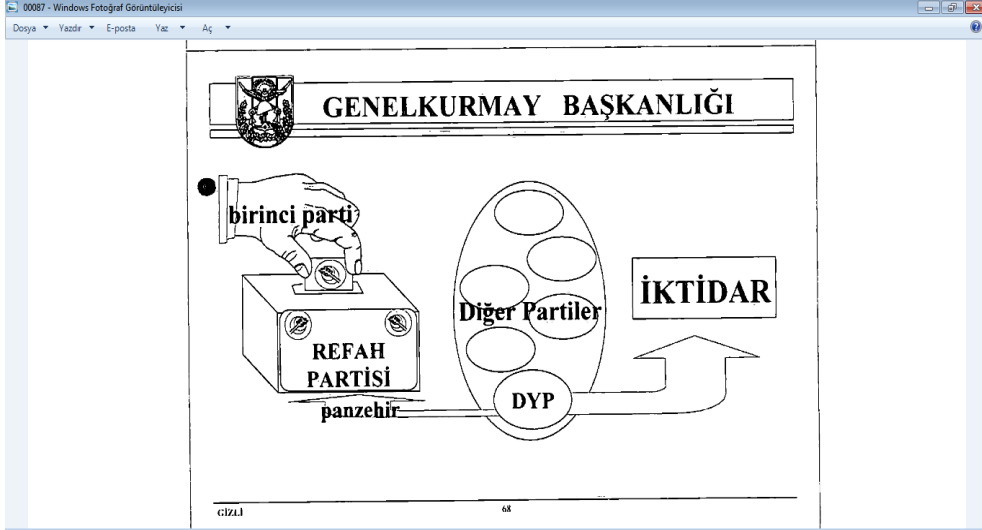 00087 - Windows Fotoğraf Görüntüleyicisi
Dosya Yazdır E-posta Yaz Aç
GENELKURMAY BAŞKANLIĞI
birinci parti
REFAH
PARTİSİ
panzehir
Diğer Partiler
DYP
İKTİDAR
GİZLİ
68